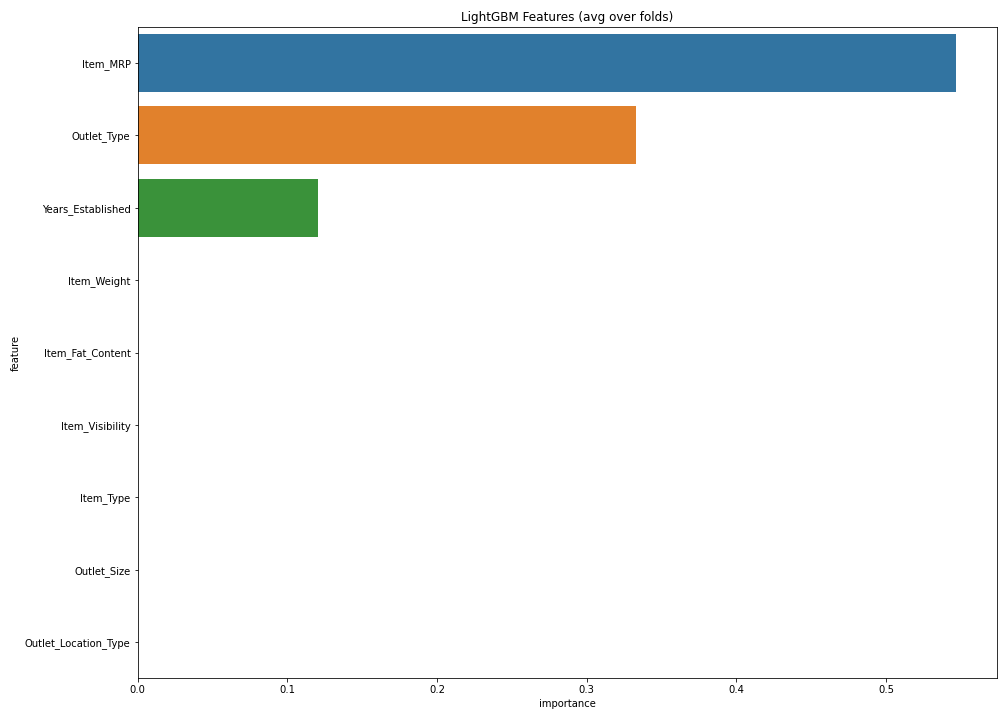 LightGBM Features (avg over folds)
Item_MRP
Outlet_Type
Years_Established
Item_Weight
Item_Fat_Content
Item_Visibility
Item_Type
Outlet_Size
Outlet_Location_Type
feature
0.0 0.1 0.2 0.3 0.4 0.5
importance